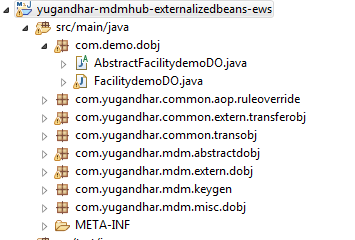 yugandhar-mdmhub-externalizedbeans-ews
src/main/java
com.demo.dobj
AbstractFacilitydemoDO.java
FacilitydemoDO.java
com.yugandhar.common.aop.ruleoverride
com.yugandhar.common.extern.transferobj
com.yugandhar.common.transobj
com.yugandhar.mdm.abstractdobj
com.yugandhar.mdm.extern.dobj
com.yugandhar.mdm.keygen
com.yugandhar.mdm.misc.dobj
META-INF